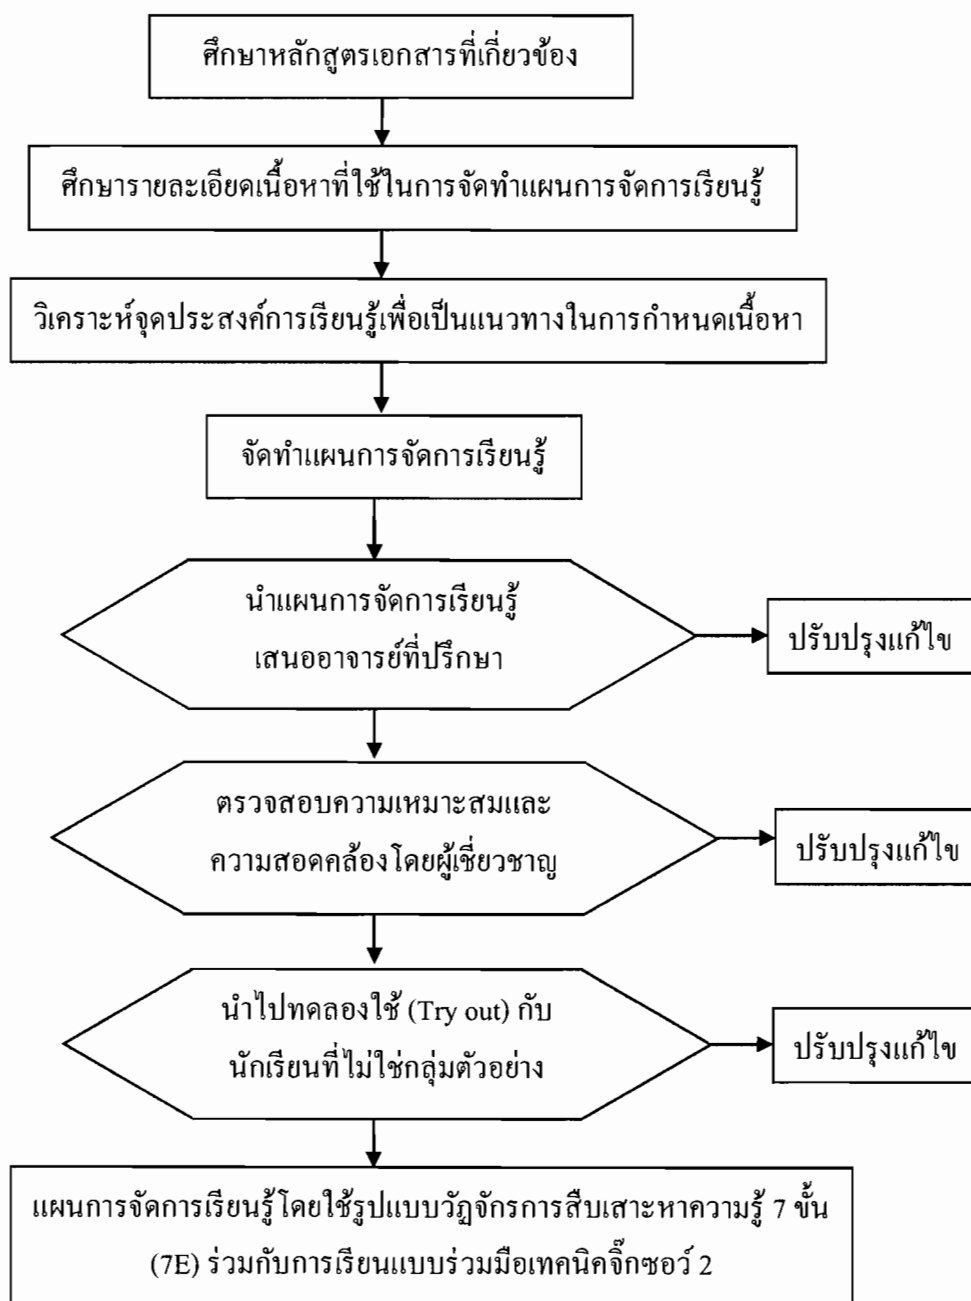 ศึกษาหลักสูตรเอกสารที่เกี่ยวข้อง
ศึกษารายละเอียดเนื้อหาที่ใช้ในการจัดทำแผนการจัดการเรียนรู้
วิเคราะห์จุดประสงค์การเรียนรู้เพื่อเป็นแนวทางในการกำหนดเนื้อหา
จัดทำแผนการจัดการเรียนรู้
นำแผนการจัดการเรียนรู้
เสนออาจารย์ที่ปรึกษา
ปรับปรุงแก้ไข
ตรวจสอบความเหมาะสมและ
ความสอดคล้องโดยผู้เชี่ยวชาญ
ปรับปรุงแก้ไข
นำไปทดลองใช้ (Try out) กับ
นักเรียนที่ไม่ใช่กลุ่มตัวอย่าง
ปรับปรุงแก้ไข
แผนการจัดการเรียนรู้โดยใช้รูปแบบวัฏจักรการสืบเสาะหาความรู้ 7 ขั้น
(7E) ร่วมกับการเรียนแบบร่วมมือเทคนิคจิ๊กซอว์ 2